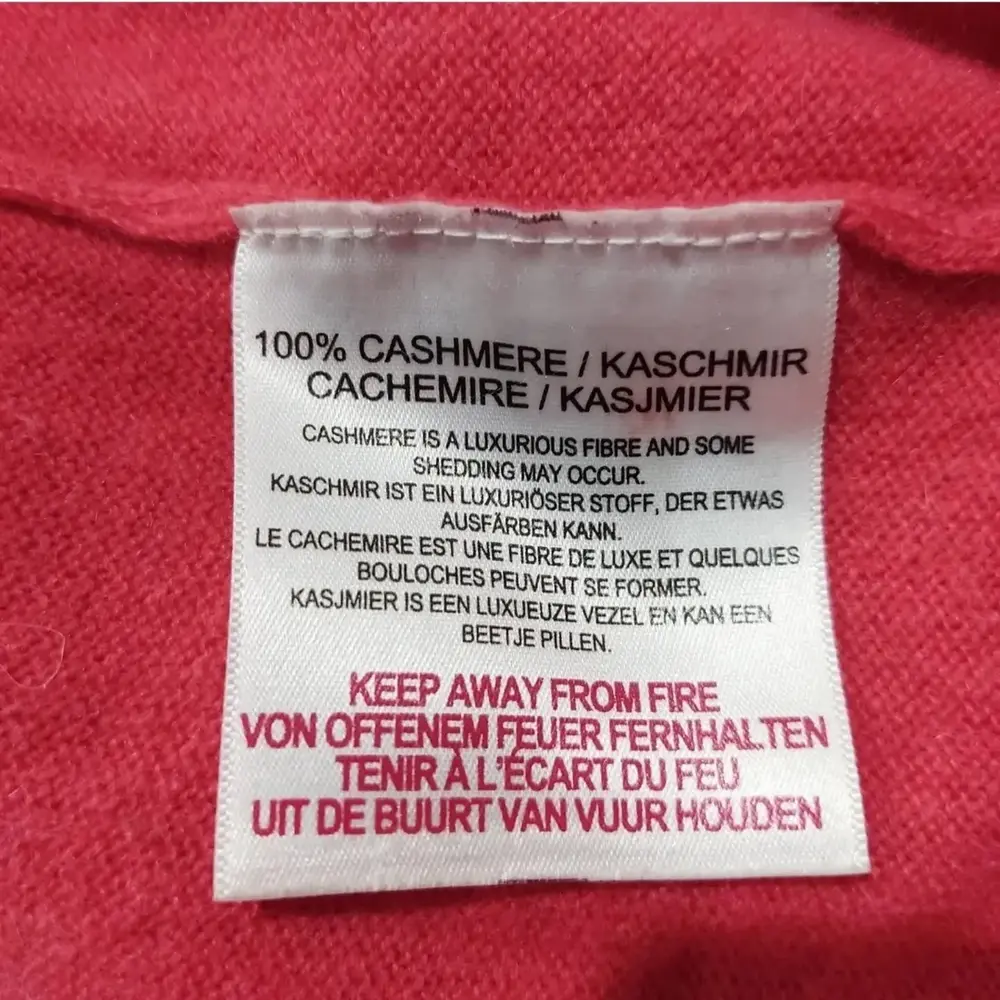 100% CASHMERE / KASCHMIR
CACHEMIRE / KASJMIER
CASHMERE IS A LUXURIOUS FIBRE AND SOME
SHEDDING MAY OCCUR.
KASCHMIR IST EIN LUXURIÖSER STOFF, DER ETWAS
AUSFÄRBEN KANN.
LE CACHEMIRE EST UNE FIBRE DE LUXE ET QUELQUES
BOULOCHES PEUVENT SE FORMER.
KASJMIER IS EEN LUXUEUZE VEZEL EN KAN EEN
BEETJE PILLEN.
KEEP AWAY FROM FIRE
VON OFFENEM FEUER FERNHALTEN
TENIR À L'ÉCART DU FEU
UIT DE BUURT VAN VUUR HOUDEN